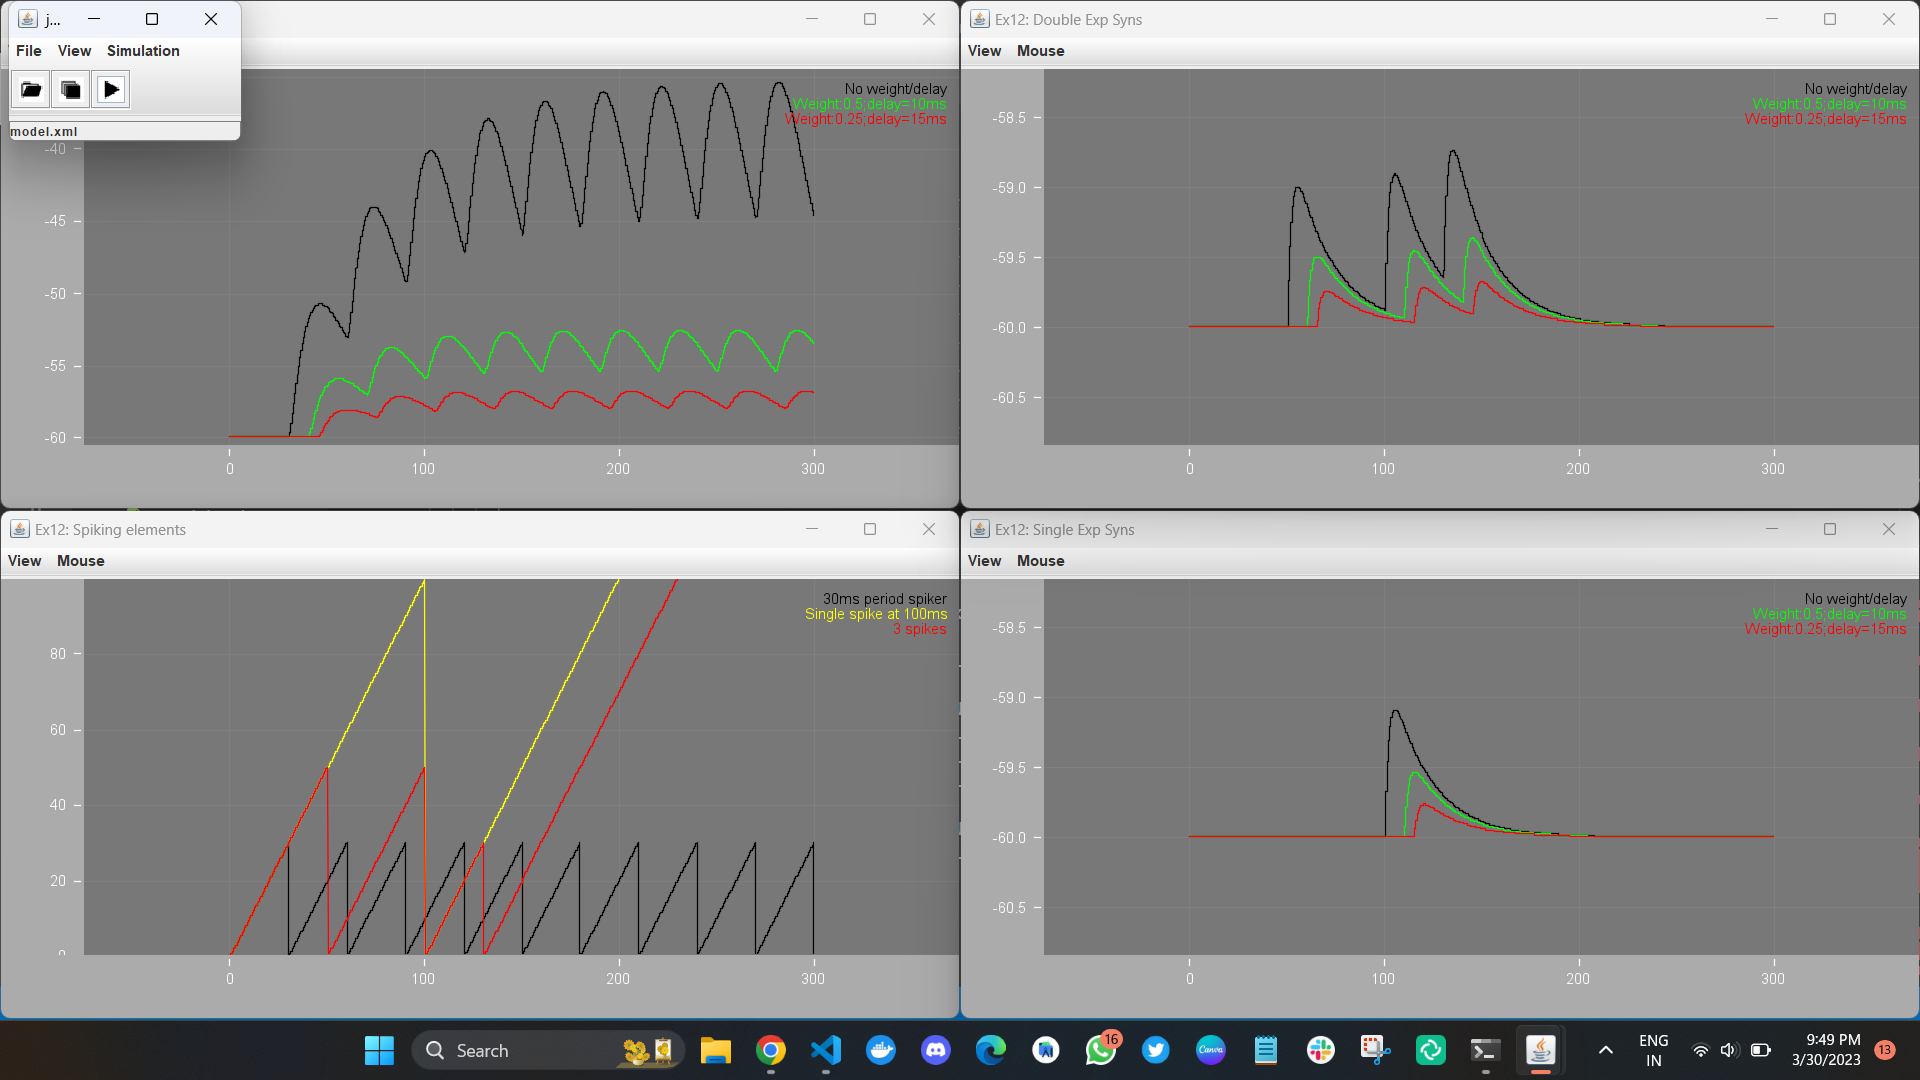 j...
File View Simulation
model.xml
No weight/delay
Weight:0.5;delay=10ms
Weight:0.25;delay=15ms
-40
-45
-50
-55
-60
0 100 200 300
Ex12: Double Exp Syns
View Mouse
No weight/delay
Weight:0.5;delay=10ms
Weight:0.25;delay=15ms
-58.5
-59.0
-59.5
-60.0
-60.5
0 100 200 300
Ex12: Spiking elements
View Mouse
30ms period spiker
Single spike at 100ms
3 spikes
80
60
40
20
0
0 100 200 300
Ex12: Single Exp Syns
View Mouse
No weight/delay
Weight:0.5;delay=10ms
Weight:0.25;delay=15ms
-58.5
-59.0
-59.5
-60.0
-60.5
0 100 200 300
Search
Canva
16
ENG
IN
9:49 PM
3/30/2023
13